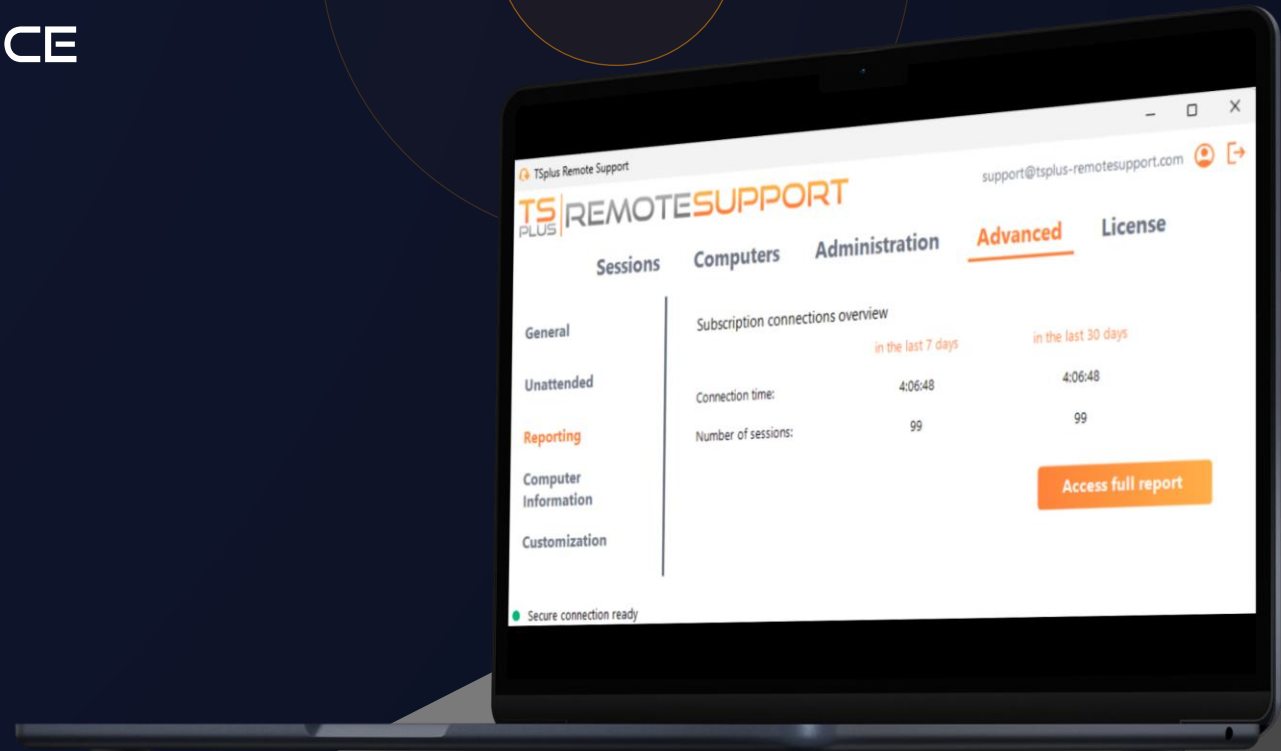 CE
TSplus Remote Support
support@tsplus-remotesupport.com
TS PLUS REMOTESUPPORT
Sessions Computers Administration Advanced License
General
Unattended
Reporting
Computer
Information
Customization
Subscription connections overview
in the last 7 days in the last 30 days
Connection time: 4:06:48 4:06:48
Number of sessions: 99 99
Access full report
Secure connection ready